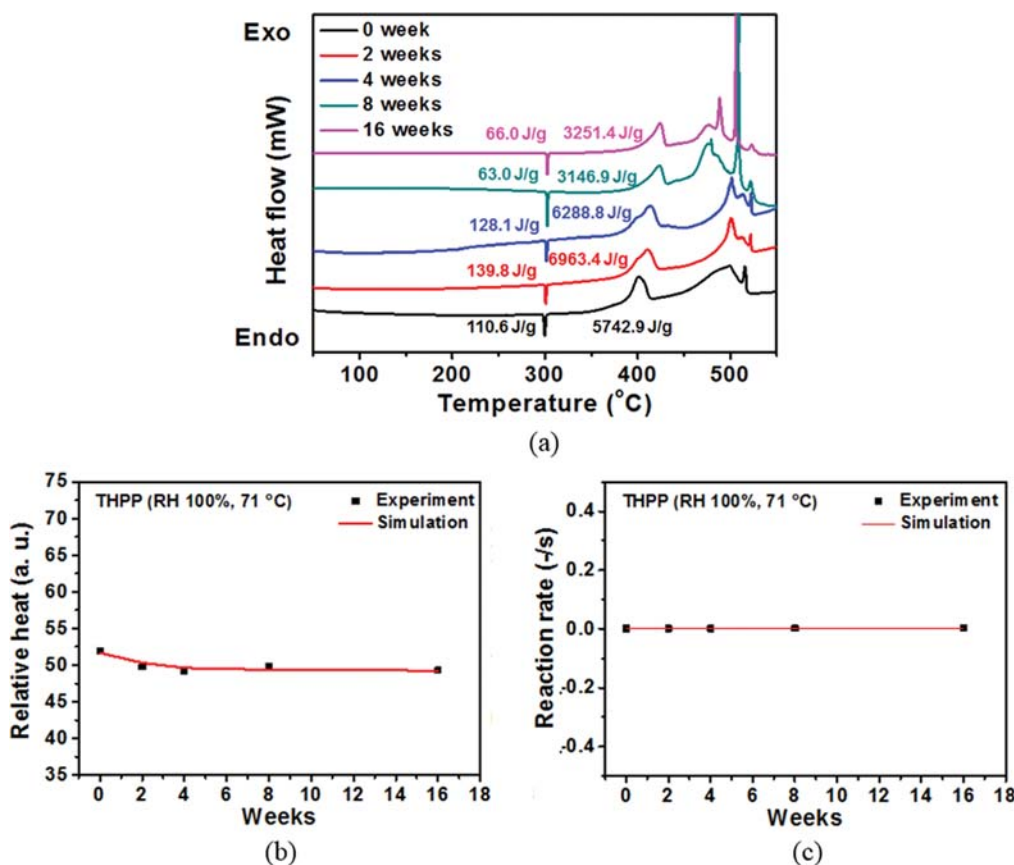 Exo
0 week
2 weeks
4 weeks
8 weeks
16 weeks
66.0 J/g 3251.4 J/g
63.0 J/g 3146.9 J/g
128.1 J/g 6288.8 J/g
139.8 J/g 6963.4 J/g
110.6 J/g 5742.9 J/g
Endo
Heat flow (mW)
100 200 300 400 500
Temperature (°C)
(a)
THPP (RH 100%, 71 °C)
Experiment
Simulation
75
70
65
60
55
50
45
40
35
Relative heat (a. u.)
0 2 4 6 8 10 12 14 16 18
Weeks
(b)
THPP (RH 100%, 71 °C)
Experiment
Simulation
0.4
0.2
0.0
-0.2
-0.4
Reaction rate (-/s)
0 2 4 6 8 10 12 14 16 18
Weeks
(c)